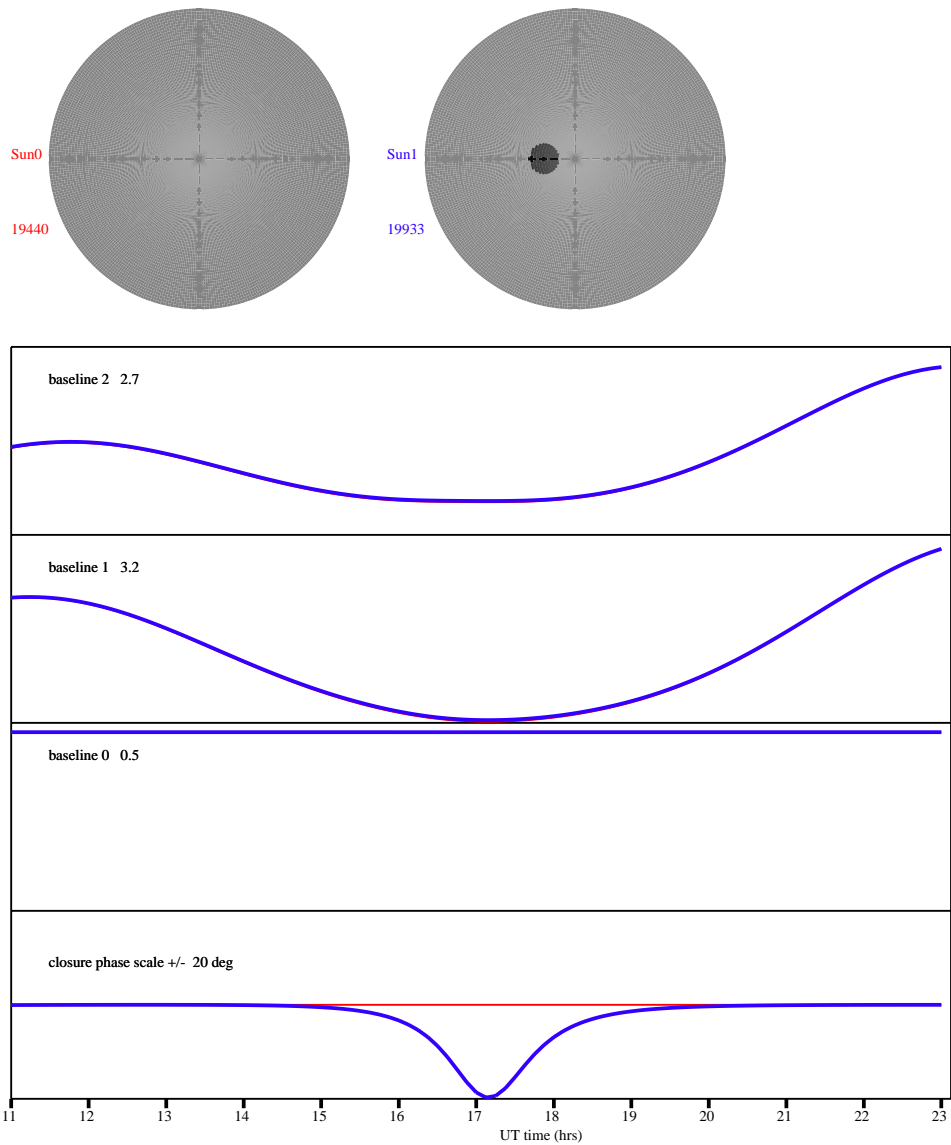 Sun0
19440
Sun1
19933
baseline 2 2.7
baseline 1 3.2
baseline 0 0.5
closure phase scale +/- 20 deg
11 12 13 14 15 16 17 18 19 20 21 22 23
UT time (hrs)